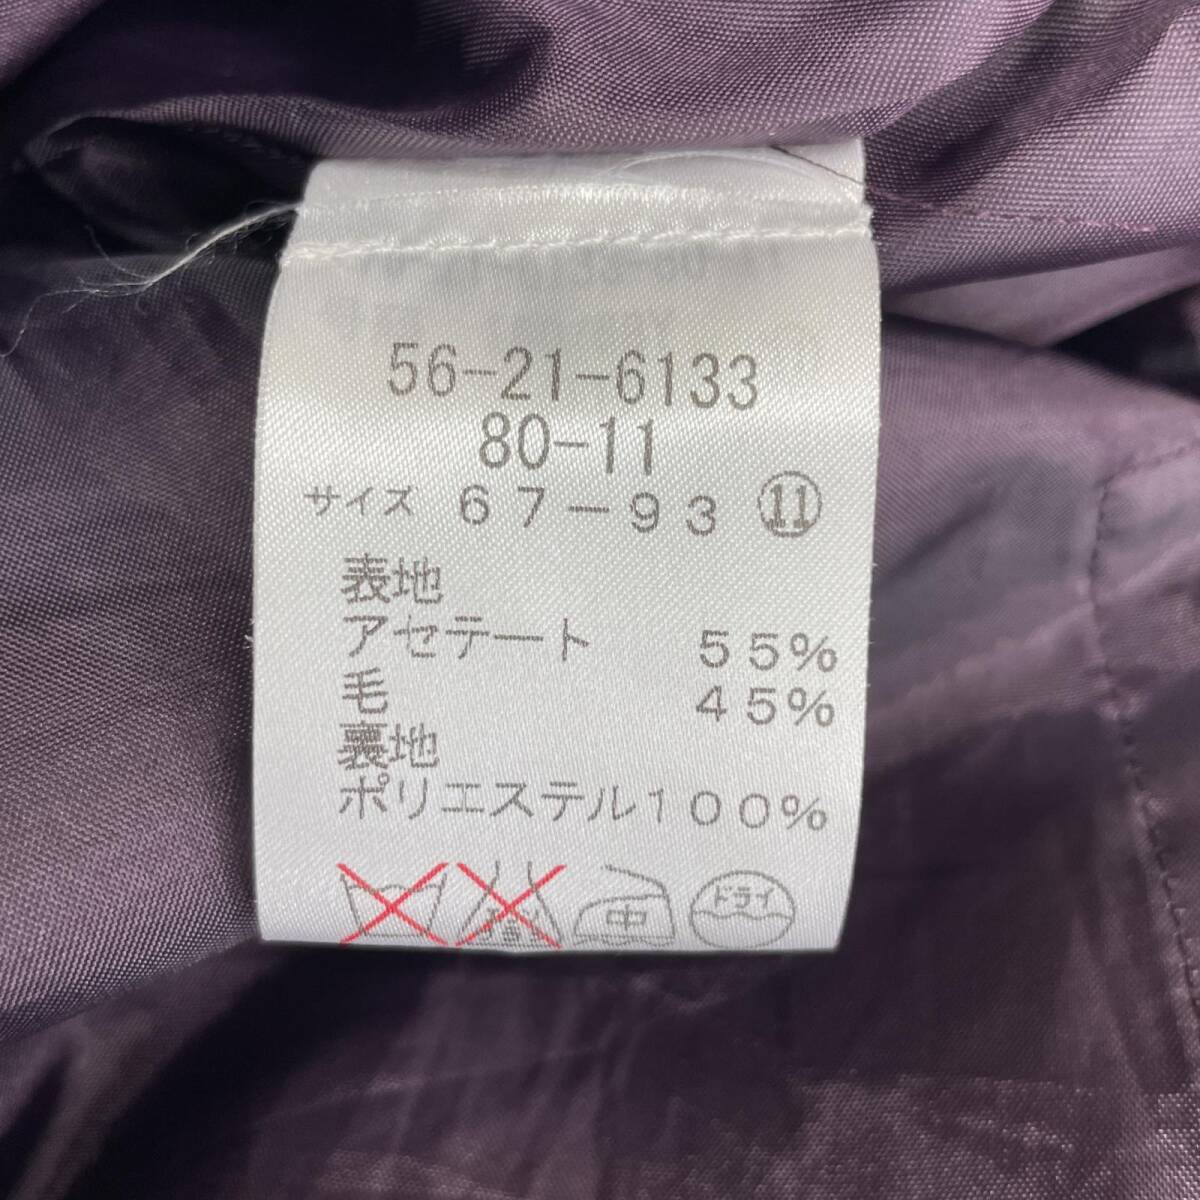 56-21-6133
80-11
サイズ 67-93 ⑪
表地
アセテート 55%
毛 45%
裏地
ポリエステル100%
中 ドライ